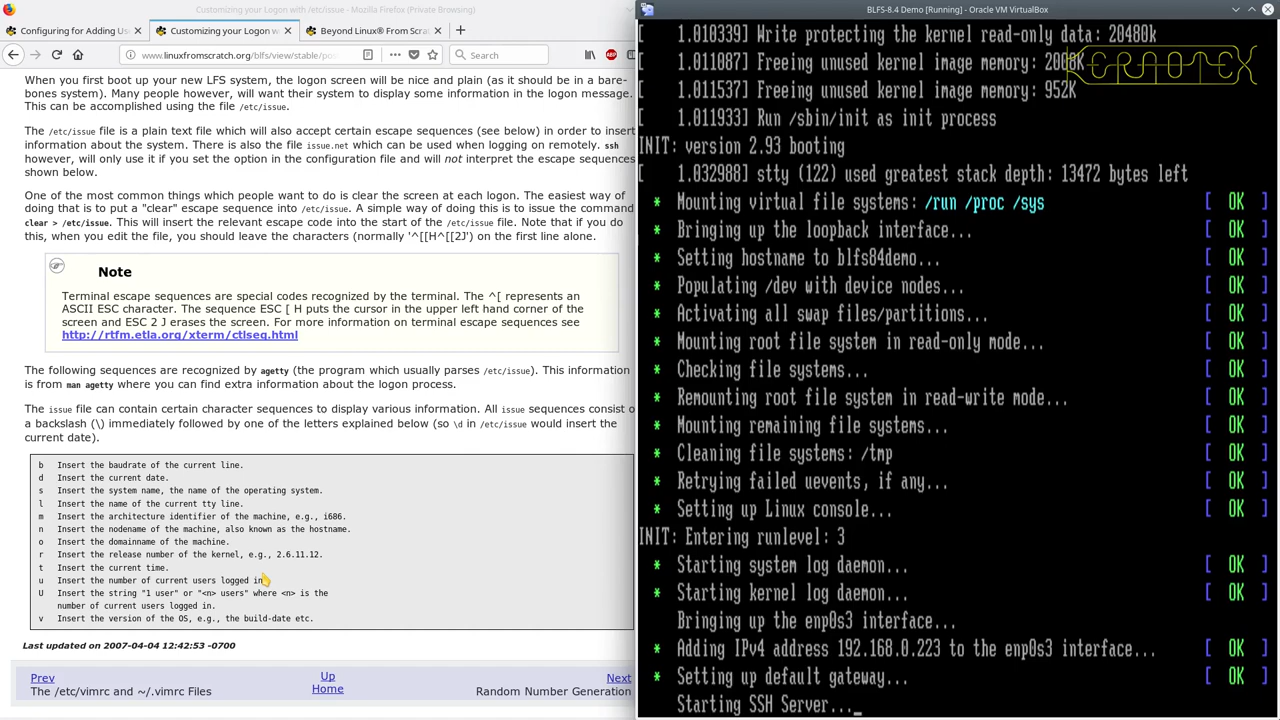 Customizing your Logon with /etc/issue - Mozilla Firefox (Private Browsing)
Configuring for Adding Use
Customizing your Logon w
Beyond Linux® From Scra
www.linuxfromscratch.org/blfs/view/stable/pos
Search
When you first boot up your new LFS system, the logon screen will be nice and plain (as it should be in a bare-
bones system). Many people however, will want their system to display some information in the logon message.
This can be accomplished using the file /etc/issue.
The /etc/issue file is a plain text file which will also accept certain escape sequences (see below) in order to insert
information about the system. There is also the file issue.net which can be used when logging on remotely. ssh
however, will only use it if you set the option in the configuration file and will not interpret the escape sequences
shown below.
One of the most common things which people want to do is clear the screen at each logon. The easiest way of
doing that is to put a "clear" escape sequence into /etc/issue. A simple way of doing this is to issue the command
clear > /etc/issue. This will insert the relevant escape code into the start of the /etc/issue file. Note that if you do
this, when you edit the file, you should leave the characters (normally '^[[H^[[2J') on the first line alone.
Note
Terminal escape sequences are special codes recognized by the terminal. The ^[ represents an
ASCII ESC character. The sequence ESC [ H puts the cursor in the upper left hand corner of the
screen and ESC 2 J erases the screen. For more information on terminal escape sequences see
http://rtfm.etla.org/xterm/ctlseq.html
The following sequences are recognized by agetty (the program which usually parses /etc/issue). This information
is from man agetty where you can find extra information about the logon process.
The issue file can contain certain character sequences to display various information. All issue sequences consist o
a backslash (\) immediately followed by one of the letters explained below (so \d in /etc/issue would insert the
current date).
b Insert the baudrate of the current line.
d Insert the current date.
s Insert the system name, the name of the operating system.
l Insert the name of the current tty line.
m Insert the architecture identifier of the machine, e.g., i686.
n Insert the nodename of the machine, also known as the hostname.
o Insert the domainname of the machine.
r Insert the release number of the kernel, e.g., 2.6.11.12.
t Insert the current time.
u Insert the number of current users logged in.
U Insert the string "1 user" or "<n> users" where <n> is the
number of current users logged in.
v Insert the version of the OS, e.g., the build-date etc.
Last updated on 2007-04-04 12:42:53 -0700
Prev
The /etc/vimrc and ~/.vimrc Files
Up
Home
Next
Random Number Generation
BLFS-8.4 Demo [Running] - Oracle VM VirtualBox
[ 1.010339] Write protecting the kernel read-only data: 20480k
[ 1.011087] Freeing unused kernel image memory:
[ 1.011537] Freeing unused kernel image memory: 952K
[ 1.011933] Run /sbin/init as init process
INIT: version 2.93 booting
[ 1.032988] stty (122) used greatest stack depth: 13472 bytes left
* Mounting virtual file systems: /run /proc /sys [ OK ]
* Bringing up the loopback interface... [ OK ]
* Setting hostname to blfs84demo... [ OK ]
* Populating /dev with device nodes... [ OK ]
* Activating all swap files/partitions... [ OK ]
* Mounting root file system in read-only mode... [ OK ]
* Checking file systems... [ OK ]
* Remounting root file system in read-write mode... [ OK ]
* Mounting remaining file systems... [ OK ]
* Cleaning file systems: /tmp [ OK ]
* Retrying failed uevents, if any... [ OK ]
* Setting up Linux console... [ OK ]
INIT: Entering runlevel: 3
* Starting system log daemon... [ OK ]
* Starting kernel log daemon... [ OK ]
Bringing up the enp0s3 interface...
* Adding IPv4 address 192.168.0.223 to the enp0s3 interface... [ OK ]
* Setting up default gateway... [ OK ]
Starting SSH Server..._